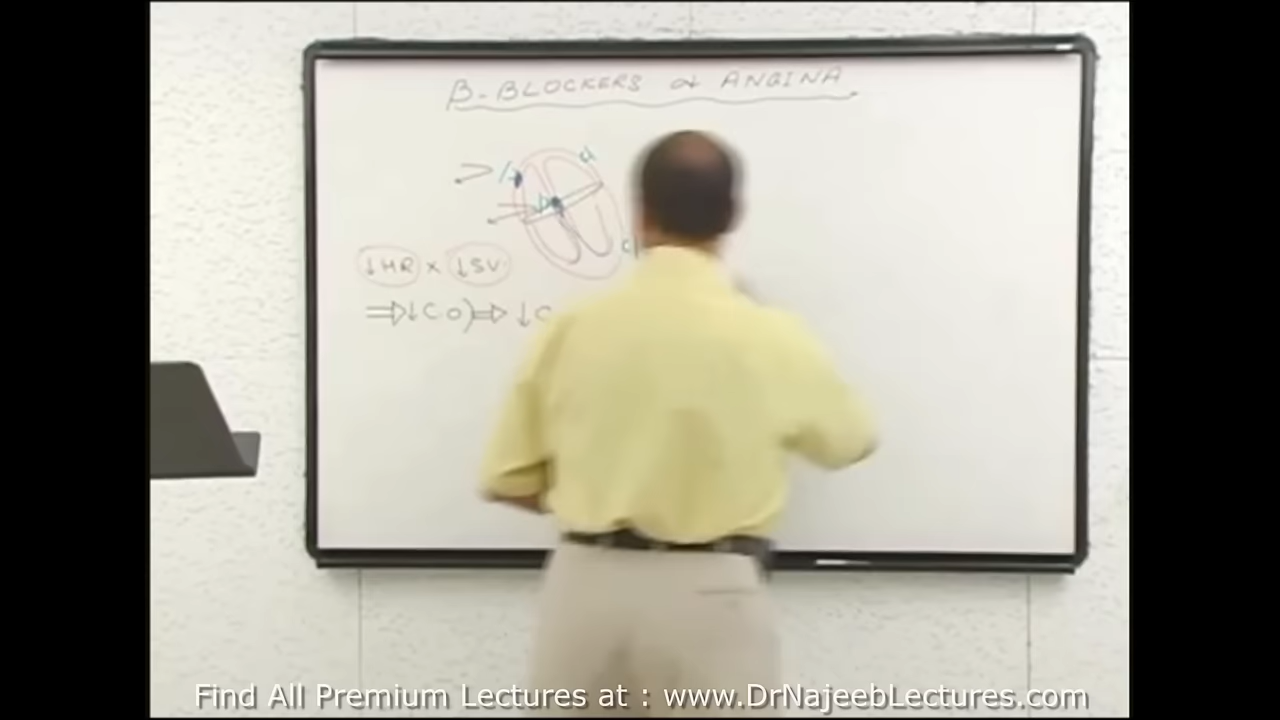 β-BLOCKERS & ANGINA
↓HR x ↓SV
⇒↓CO)⇒ ↓C
Find All Premium Lectures at : www.DrNajeebLectures.com